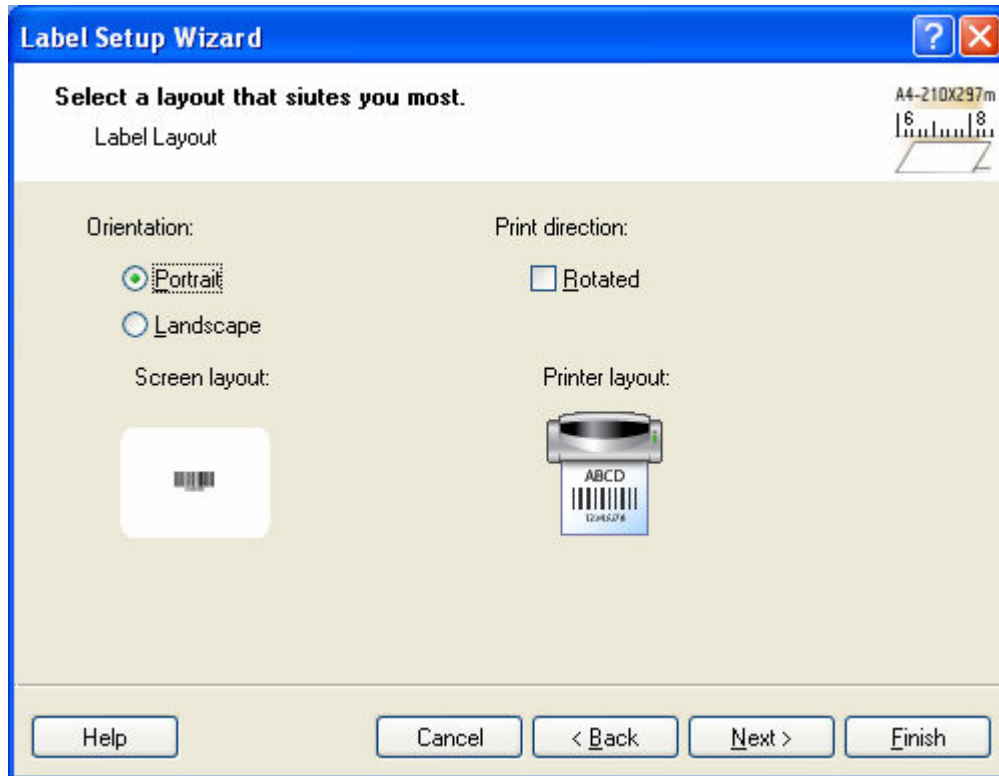 Label Setup Wizard
Select a layout that siutes you most.
Label Layout
A4-210X297m
6 8
Orientation:
Print direction:
Portrait
Rotated
Landscape
Screen layout:
Printer layout:
ABCD
Help
Cancel
< Back
Next >
Finish